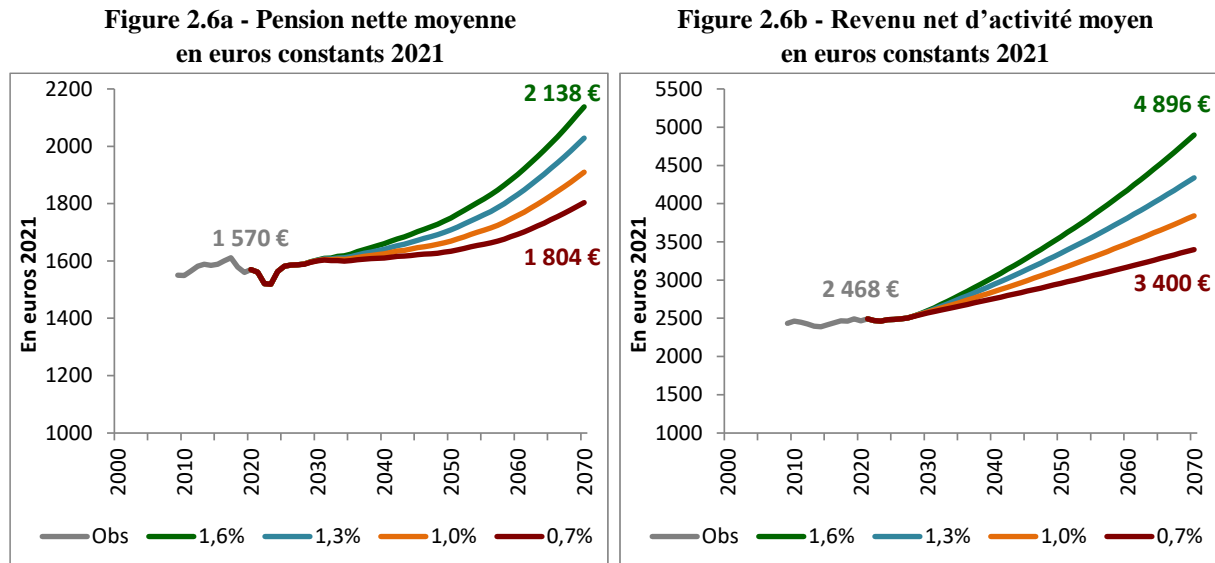 Figure 2.6a - Pension nette moyenne
en euros constants 2021
En euros 2021
2200
2000
1800
1600
1400
1200
1000
2 138 €
1 570 €
1 804 €
2000
2010
2020
2030
2040
2050
2060
2070
Obs
1,6%
1,3%
1,0%
0,7%
Figure 2.6b - Revenu net d’activité moyen
en euros constants 2021
En euros 2021
5500
5000
4500
4000
3500
3000
2500
2000
1500
1000
4 896 €
2 468 €
3 400 €
2000
2010
2020
2030
2040
2050
2060
2070
Obs
1,6%
1,3%
1,0%
0,7%